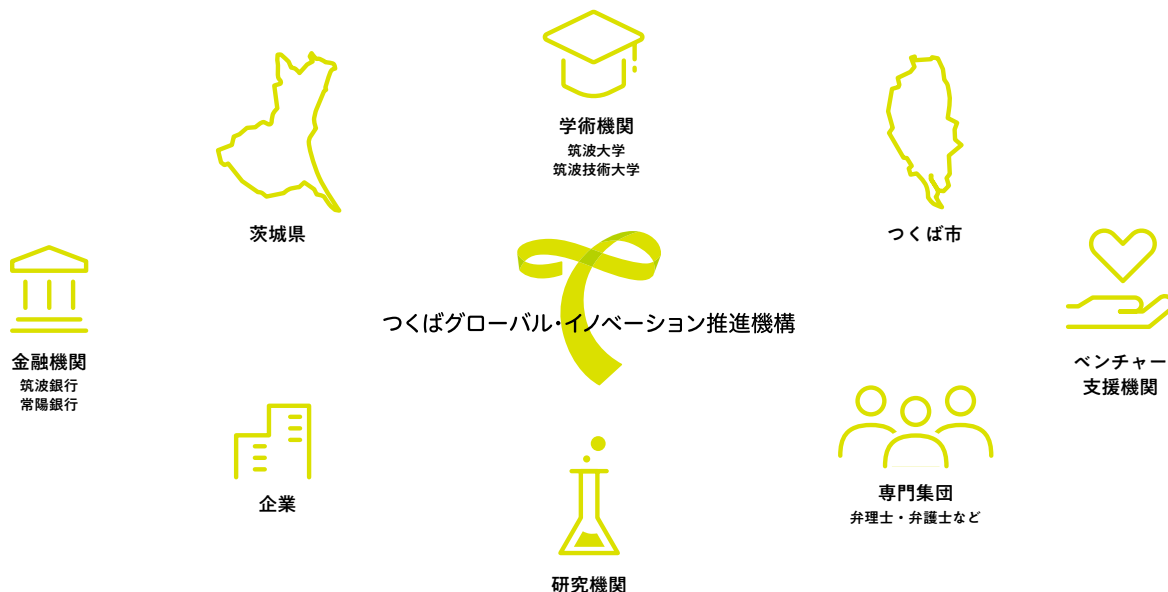 学術機関
筑波大学
筑波技術大学
茨城県
つくば市
つくばグローバル・イノベーション推進機構
金融機関
筑波銀行
常陽銀行
ベンチャー
支援機関
企業
専門集団
弁理士・弁護士など
研究機関